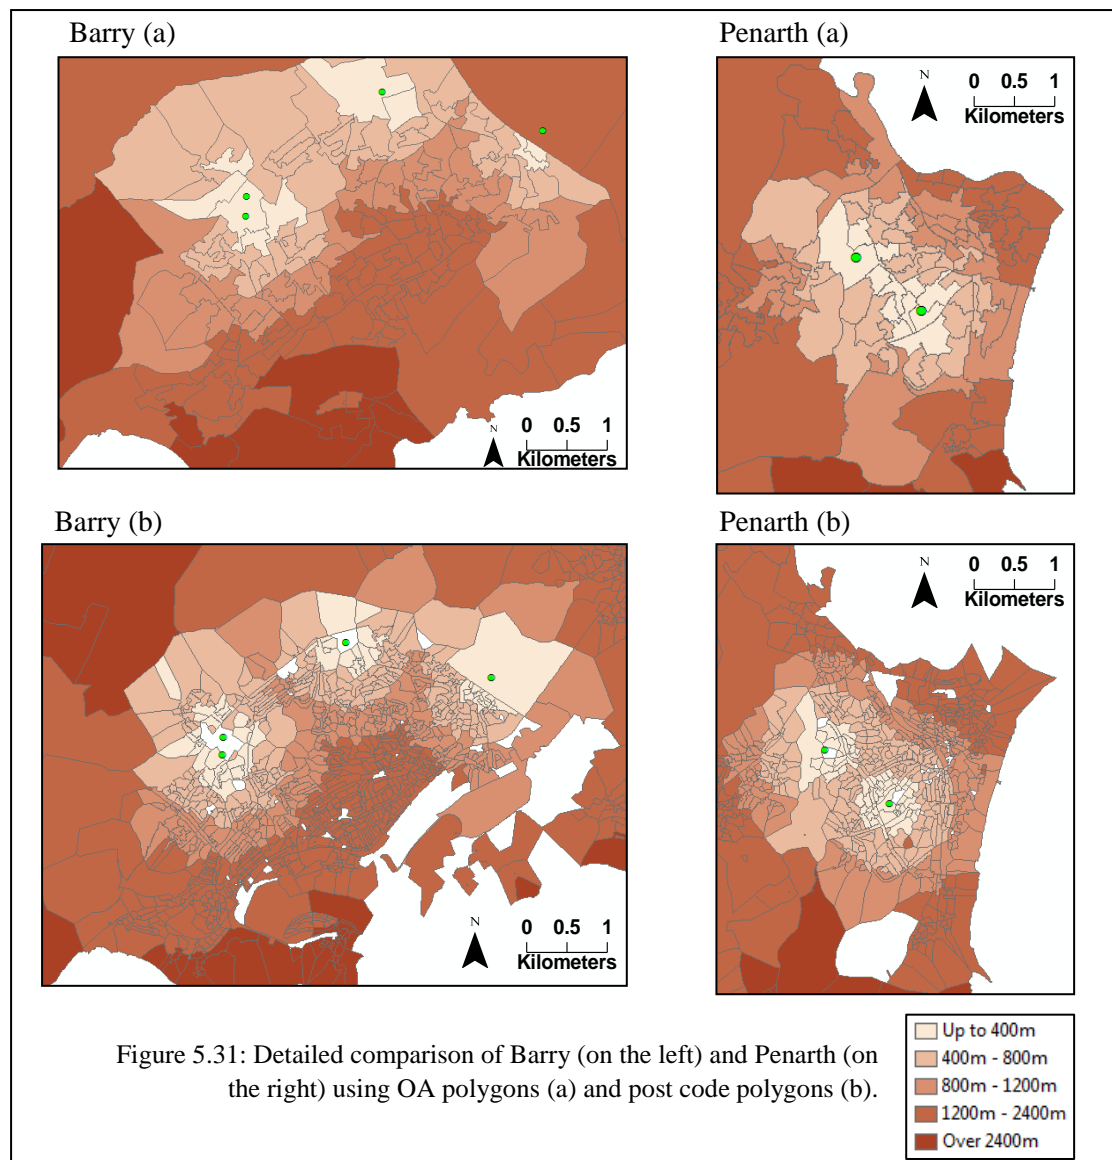 Barry (a)
Penarth (a)
N
0 0.5 1
Kilometers
N
0 0.5 1
Kilometers
Barry (b)
Penarth (b)
N
0 0.5 1
Kilometers
N
0 0.5 1
Kilometers
Figure 5.31: Detailed comparison of Barry (on the left) and Penarth (on
the right) using OA polygons (a) and post code polygons (b).
Up to 400m
400m - 800m
800m - 1200m
1200m - 2400m
Over 2400m